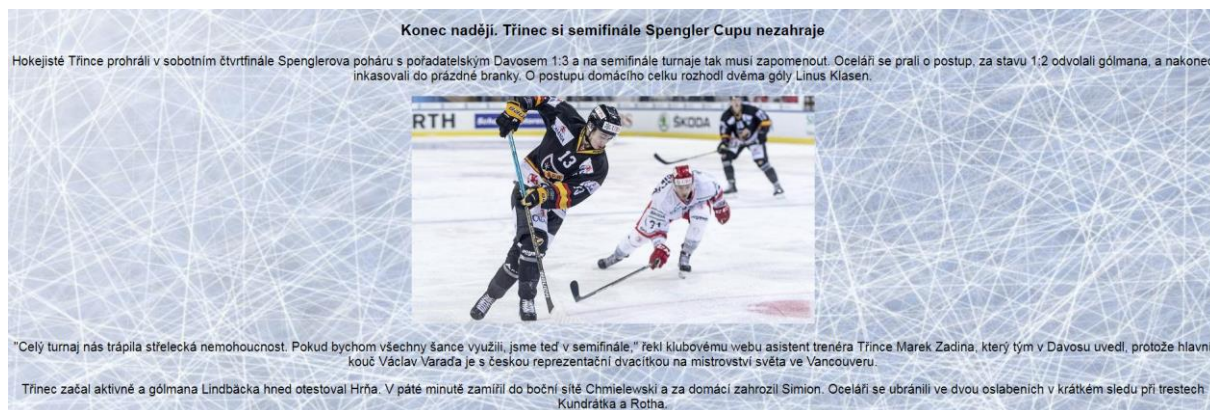 Konec nadějí. Třinec si semifinále Spengler Cupu nezahraje
Hokejisté Třince prohráli v sobotním čtvrtfinále Spenglerova poháru s pořadatelským Davosem 1:3 a na semifinále turnaje tak musi zapomenout. Oceláři se prali o postup, za stavu 1:2 odvolali gólmana, a nakonec
inkasovali do prázdné branky. O postupu domácího celku rozhodl dvěma góly Linus Klasen.
RTH
ŠKODA
13
"Celý turnaj nás trápila střelecká nemohoucnost. Pokud bychom všechny šance využili, jsme teď v semifinále," řekl klubovému webu asistent trenéra Třince Marek Zadina, který tým v Davosu uvedl, protože hlavní
kouč Václav Varaďa je s českou reprezentační dvacítkou na mistrovství světa ve Vancouveru.
Třinec začal aktivně a gólmana Lindbäcka hned otestoval Hrňa. V páté minutě zamířil do boční sítě Chmielewski a za domácí zahrozil Simion. Oceláři se ubránili ve dvou oslabeních v krátkém sledu při trestech
Kundrátka a Rotha.